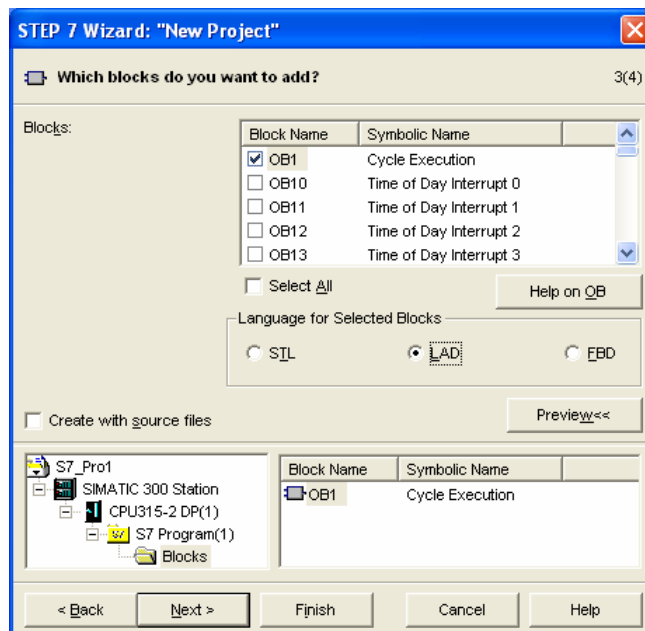 STEP 7 Wizard: "New Project"
Which blocks do you want to add? 3(4)
Blocks:
Block Name Symbolic Name
OB1 Cycle Execution
OB10 Time of Day Interrupt 0
OB11 Time of Day Interrupt 1
OB12 Time of Day Interrupt 2
OB13 Time of Day Interrupt 3
Select All
Help on OB
Language for Selected Blocks
STL LAD FBD
Create with source files
Preview<<
S7_Pro1
SIMATIC 300 Station
CPU315-2 DP(1)
S7 Program(1)
Blocks
Block Name Symbolic Name
OB1 Cycle Execution
< Back Next > Finish Cancel Help